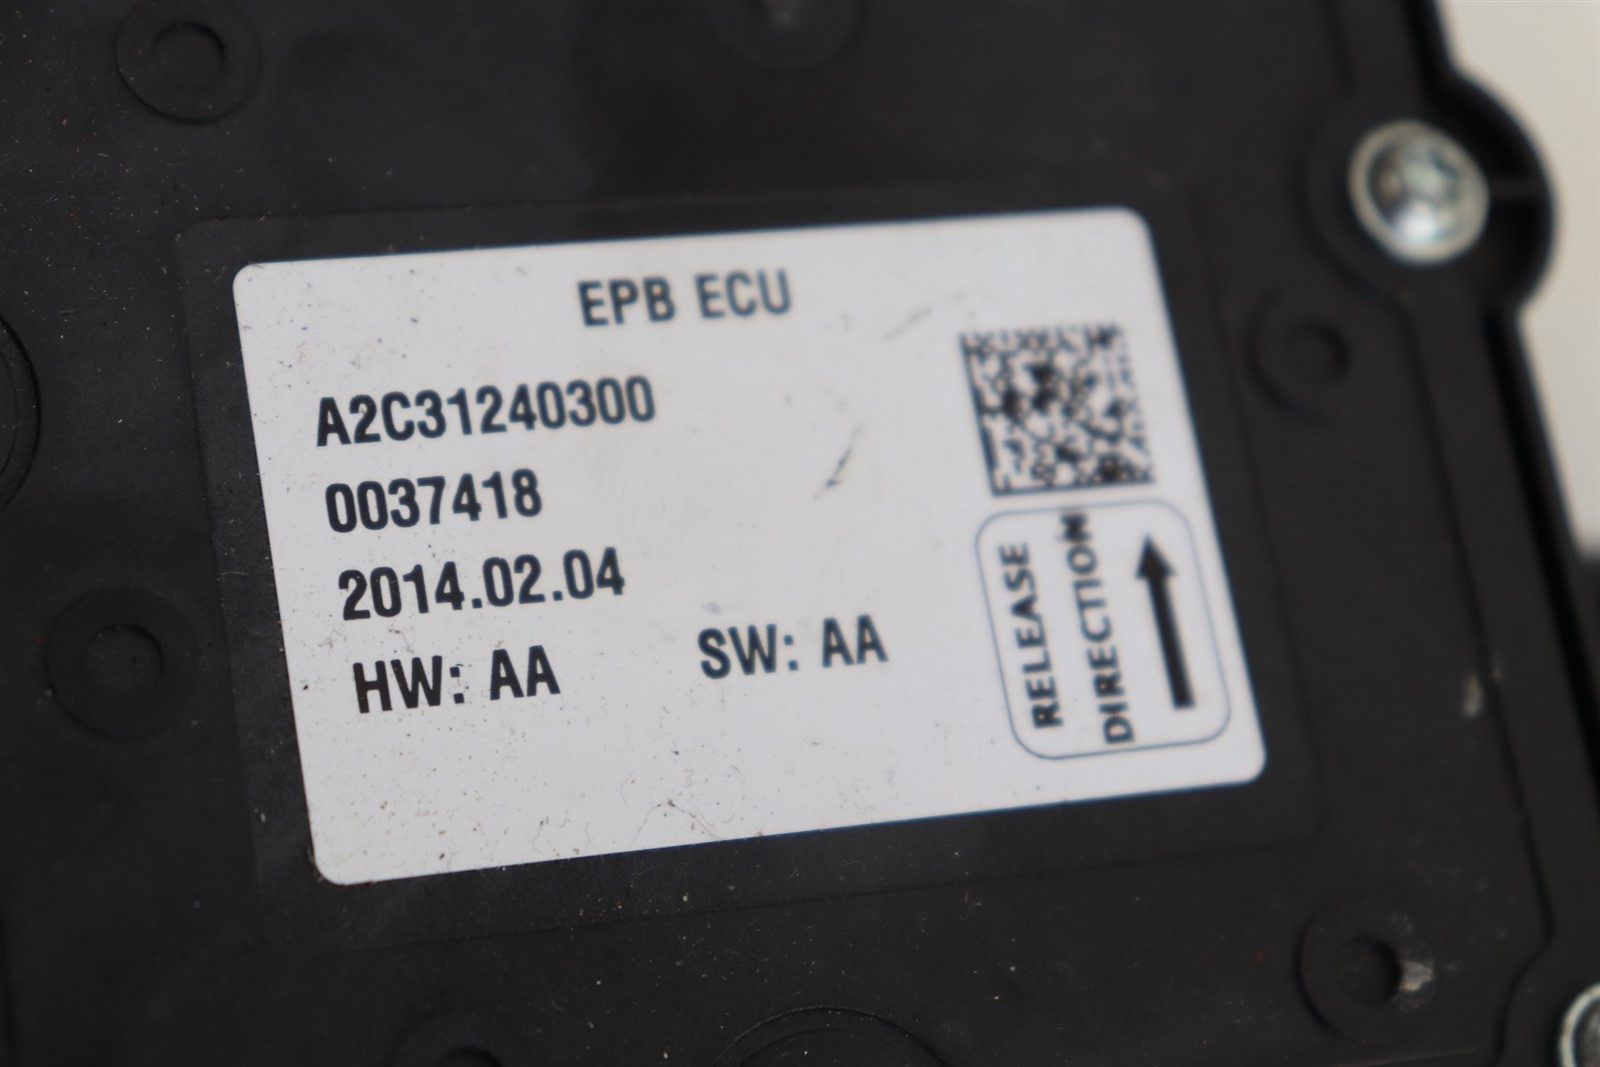 EPB ECU
A2C31240300
0037418
2014.02.04
HW: AA SW: AA
RELEASE
DIRECTION